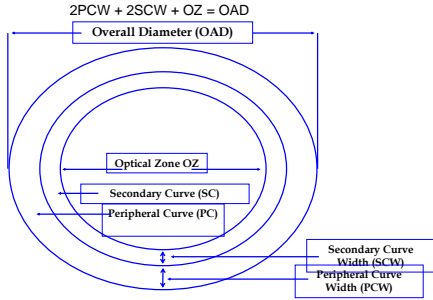 2PCW + 2SCW + OZ = OAD
Overall Diameter (OAD)
Optical Zone OZ
Secondary Curve (SC)
Peripheral Curve (PC)
Secondary Curve
Width (SCW)
Peripheral Curve
Width (PCW)